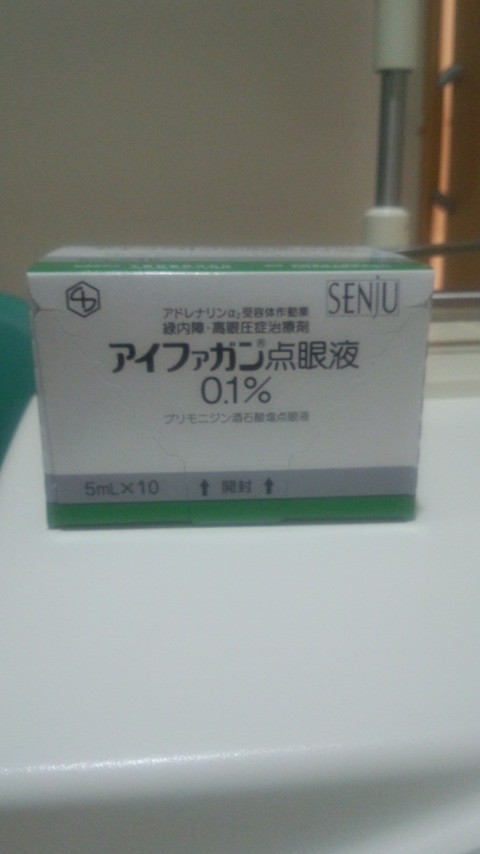 SENJU
アドレナリンα₂受容体作動薬
緑内障・高眼圧症治療剤
アイファガン®点眼液
0.1%
ブリモニジン酒石酸塩点眼液
5mL×10 ⬆ 開封 ⬆